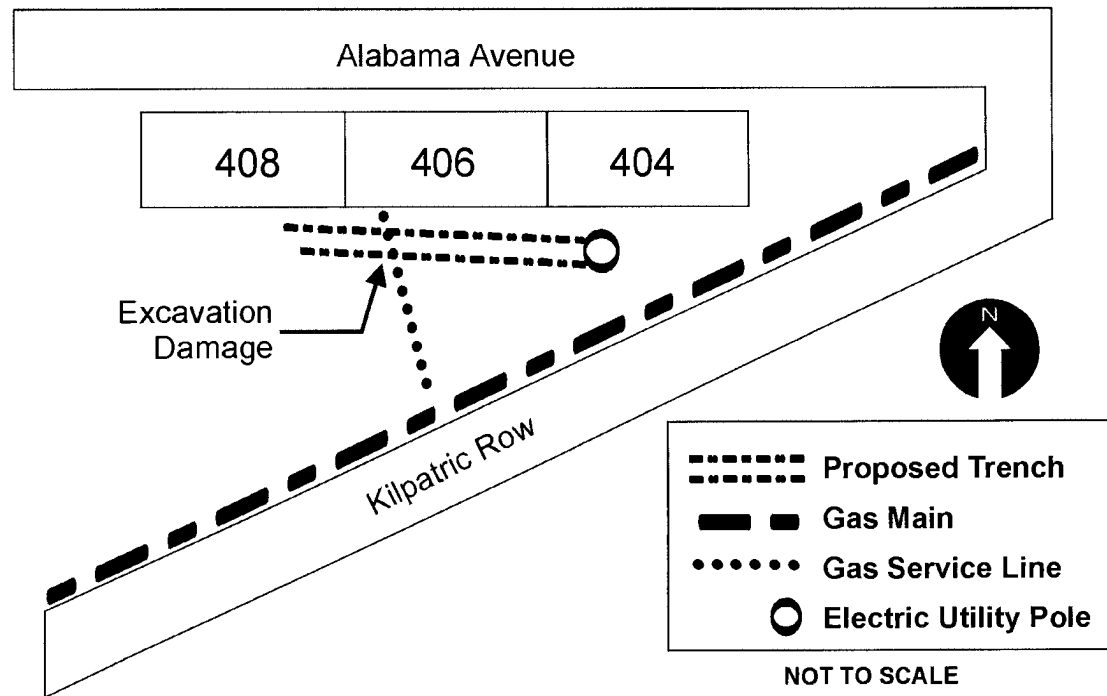 Alabama Avenue
408
406
404
Excavation
Damage
Kilpatric Row
N
Proposed Trench
Gas Main
Gas Service Line
Electric Utility Pole
NOT TO SCALE